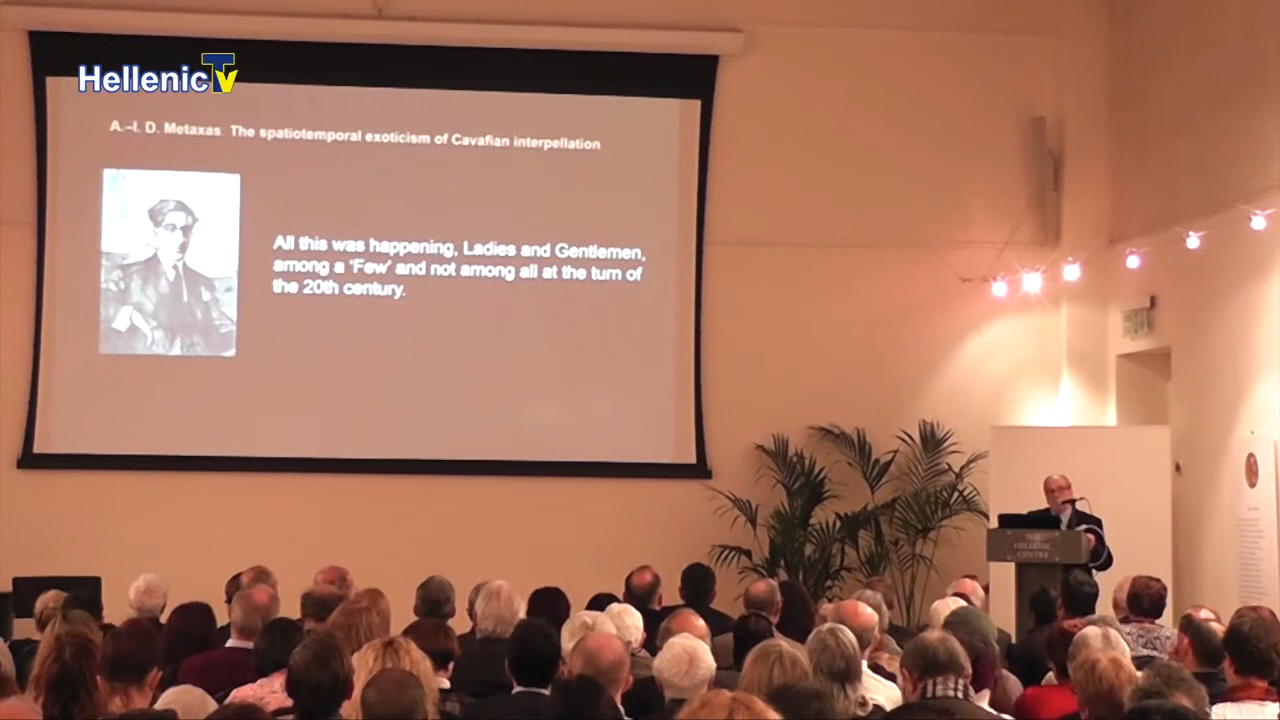 HellenicTv
A.–I. D. Metaxas The spatiotemporal exoticism of Cavafian interpellation
All this was happening, Ladies and Gentlemen,
among a ‘Few’ and not among all at the turn of
the 20th century.
EXIT
THE
HELLENIC
CENTRE